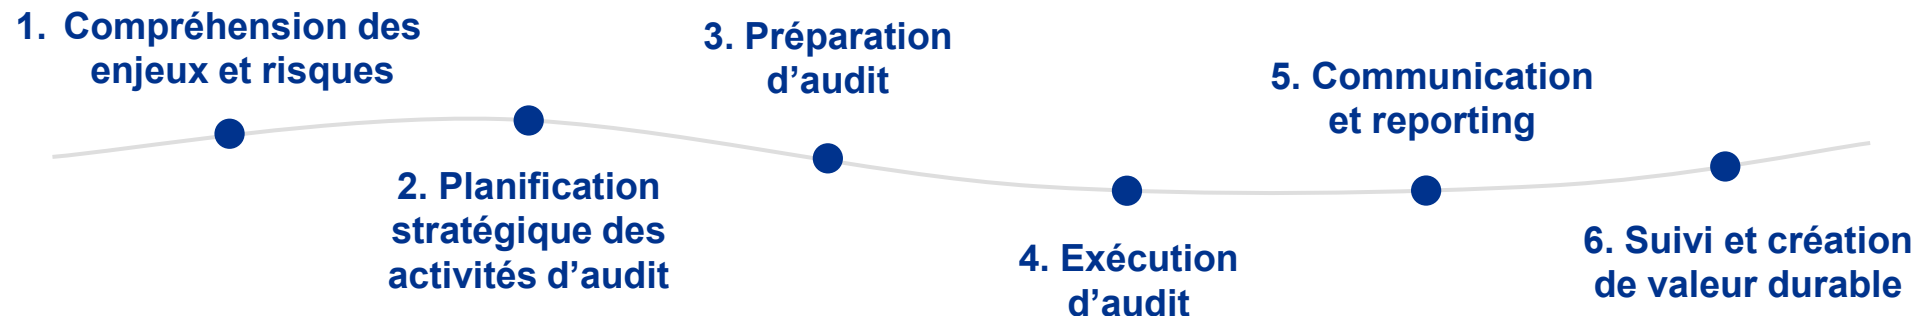 1. Compréhension des
enjeux et risques
2. Planification
stratégique des
activités d’audit
3. Préparation
d’audit
4. Exécution
d’audit
5. Communication
et reporting
6. Suivi et création
de valeur durable